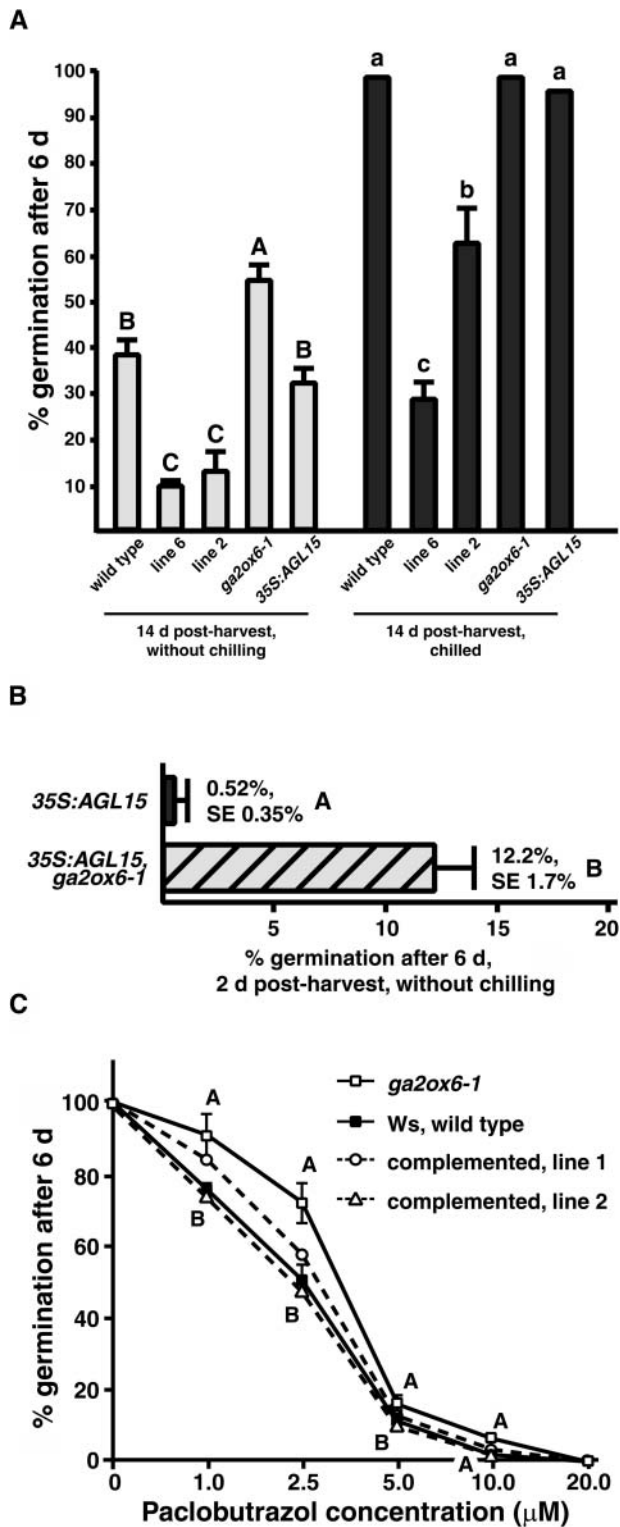 A
% germination after 6 d
100
90
80
70
60
50
40
30
20
10
B
C
C
A
B
a
c
b
a
a
wild type
line 6
line 2
ga2ox6-1
35S:AGL15
wild type
line 6
line 2
ga2ox6-1
35S:AGL15
14 d post-harvest,
without chilling
14 d post-harvest,
chilled
B
35S:AGL15
0.52%,
SE 0.35%
A
35S:AGL15,
ga2ox6-1
12.2%,
SE 1.7%
B
5
10
15
20
% germination after 6 d,
2 d post-harvest, without chilling
C
% germination after 6 d
100
80
60
40
20
0
A
A
A
A
B
B
B
A
ga2ox6-1
Ws, wild type
complemented, line 1
complemented, line 2
0
1.0
2.5
5.0
10.0
20.0
Paclobutrazol concentration (μM)